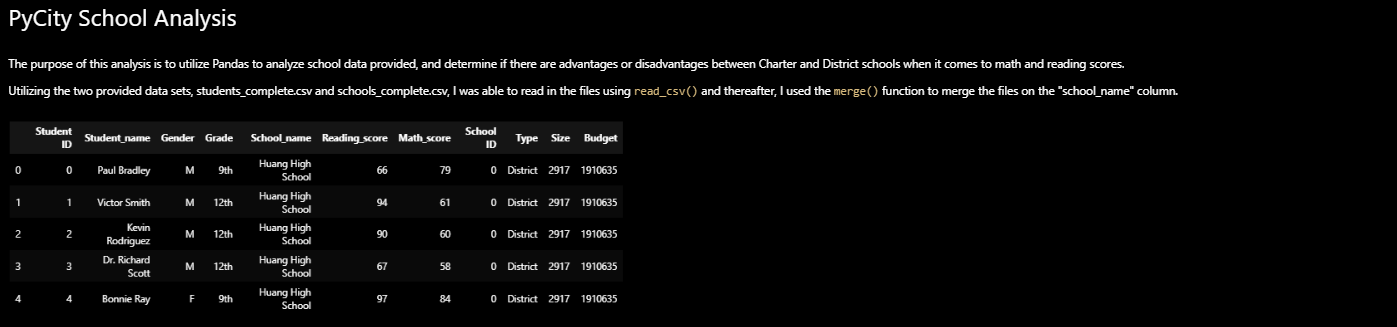 PyCity School Analysis
The purpose of this analysis is to utilize Pandas to analyze school data provided, and determine if there are advantages or disadvantages between Charter and District schools when it comes to math and reading scores.
Utilizing the two provided data sets, students_complete.csv and schools_complete.csv, I was able to read in the files using read_csv() and thereafter, I used the merge() function to merge the files on the "school_name" column.
Student ID Student_name Gender Grade School_name Reading_score Math_score School ID Type Size Budget
0 0 Paul Bradley M 9th Huang High School 66 79 0 District 2917 1910635
1 1 Victor Smith M 12th Huang High School 94 61 0 District 2917 1910635
2 2 Kevin Rodriguez M 12th Huang High School 90 60 0 District 2917 1910635
3 3 Dr. Richard Scott M 12th Huang High School 67 58 0 District 2917 1910635
4 4 Bonnie Ray F 9th Huang High School 97 84 0 District 2917 1910635